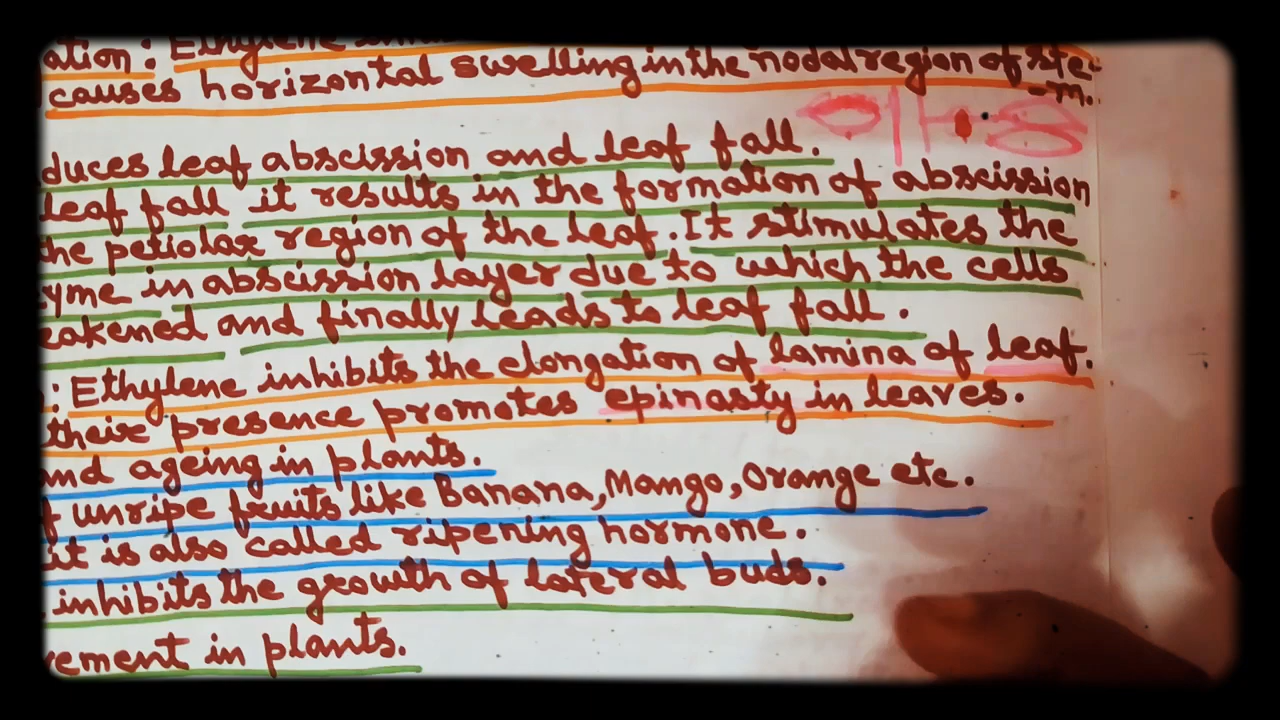 ation: Ethylene
causes horizontal swelling in the nodal region of ste-
-m.
duces leaf abscission and leaf fall.
leaf fall it results in the formation of abscission
the petiolar region of the leaf. It stimulates the
yme in abscission layer due to which the cells
eakened and finally leads to leaf fall.
: Ethylene inhibits the elongation of lamina of leaf.
their presence promotes epinasty in leaves.
and ageing in plants.
f unripe fruits like Banana, Mango, Orange etc.
it is also called ripening hormone.
inhibits the growth of lateral buds.
vement in plants.